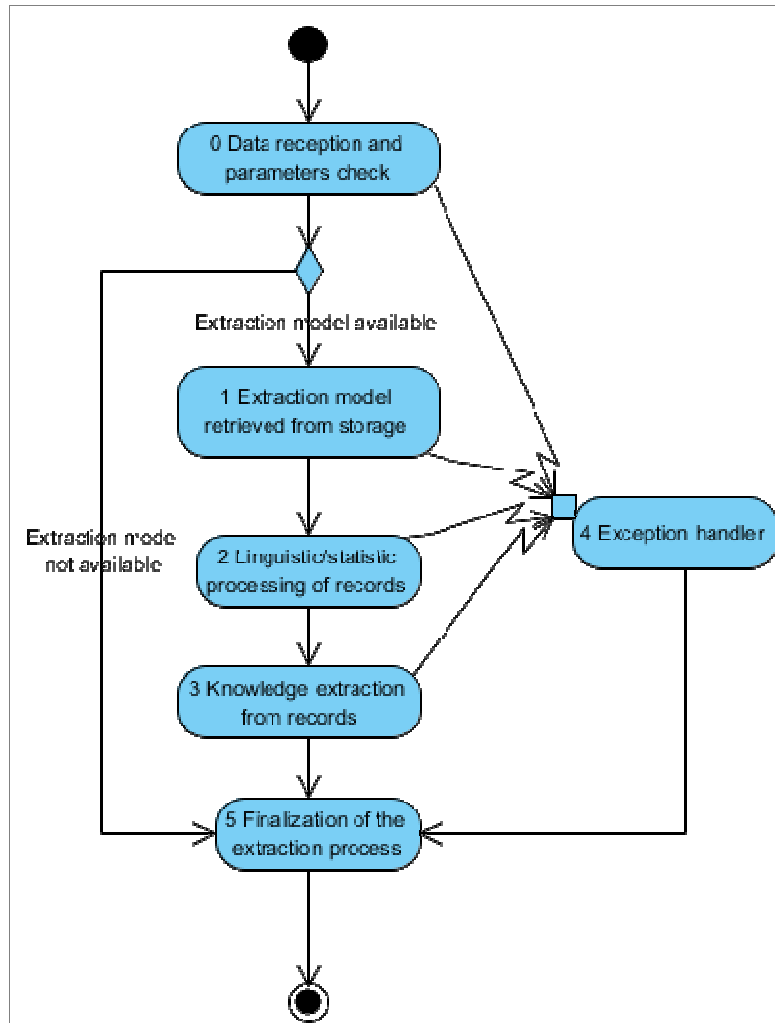 0 Data reception and
parameters check
Extraction model available
1 Extraction model
retrieved from storage
Extraction mode
not available
2 Linguistic/statistic
processing of records
4 Exception handler
3 Knowledge extraction
from records
5 Finalization of the
extraction process